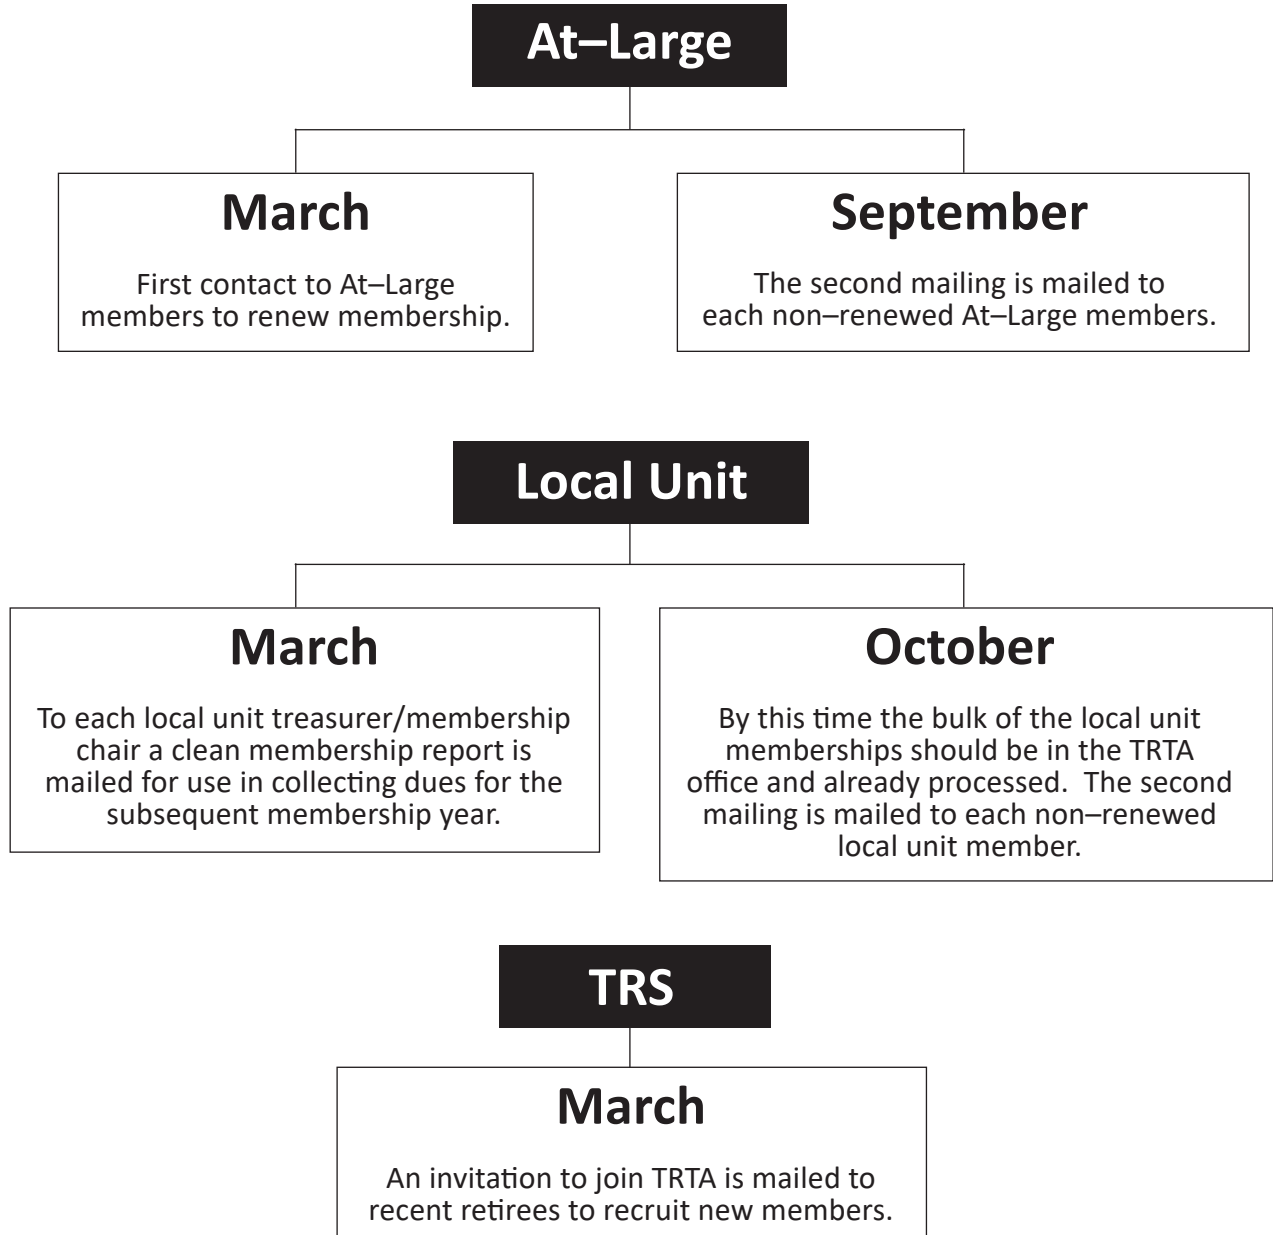 At–Large
March
First contact to At–Large
members to renew membership.
September
The second mailing is mailed to
each non–renewed At–Large members.
Local Unit
March
To each local unit treasurer/membership
chair a clean membership report is
mailed for use in collecting dues for the
subsequent membership year.
October
By this time the bulk of the local unit
memberships should be in the TRTA
office and already processed.  The second
mailing is mailed to each non–renewed
local unit member.
TRS
March
An invitation to join TRTA is mailed to
recent retirees to recruit new members.